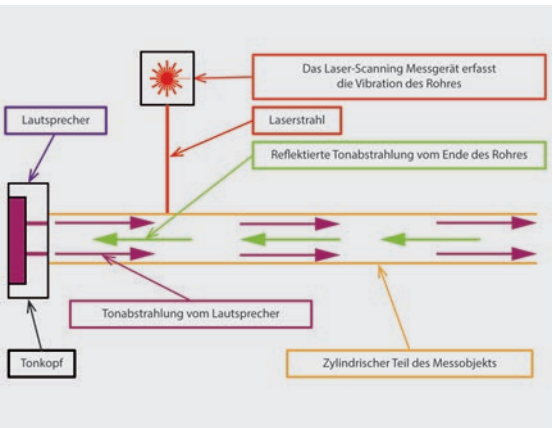 Das Laser-Scanning Messgerät erfasst
die Vibration des Rohres
Lautsprecher
Laserstrahl
Reflektierte Tonabstrahlung vom Ende des Rohres
Tonabstrahlung vom Lautsprecher
Tonkopf
Zylindrischer Teil des Messobjekts